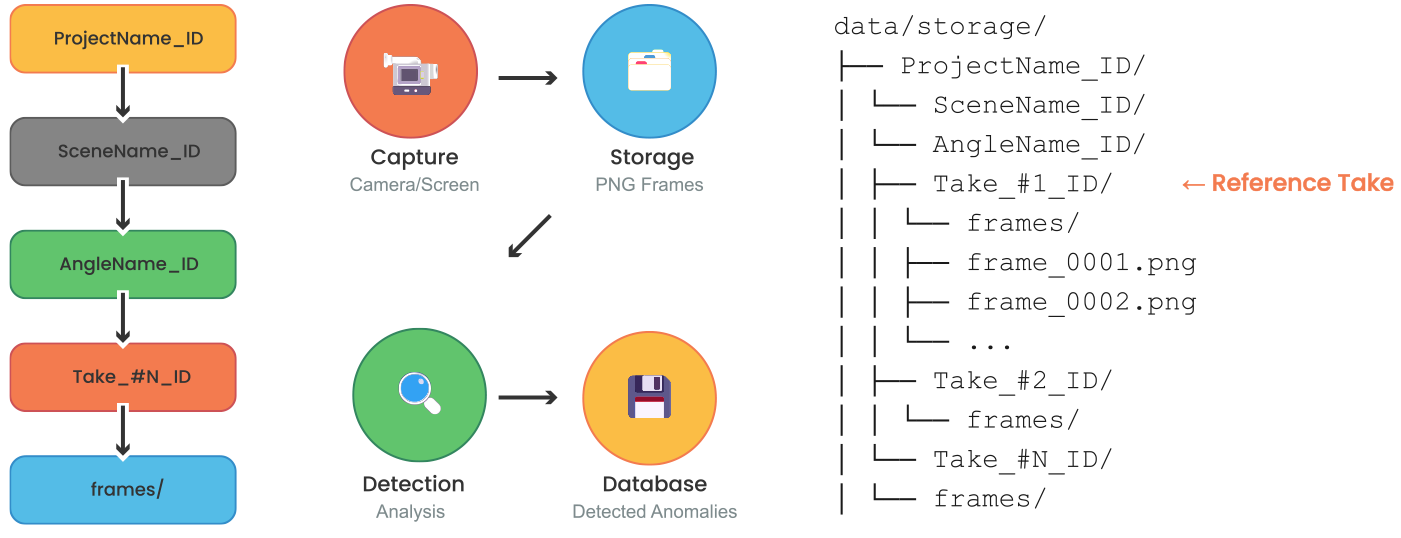 ProjectName_ID
SceneName_ID
AngleName_ID
Take_#N_ID
frames/
Capture
Camera/Screen
Storage
PNG Frames
Detection
Analysis
Database
Detected Anomalies
data/storage/
├── ProjectName_ID/
│ └── SceneName_ID/
│ └── AngleName_ID/
│ ├── Take_#1_ID/ ← Reference Take
│ │ └── frames/
│ │ ├── frame_0001.png
│ │ ├── frame_0002.png
│ │ └── ...
│ ├── Take_#2_ID/
│ │ └── frames/
│ └── Take_#N_ID/
│ └── frames/